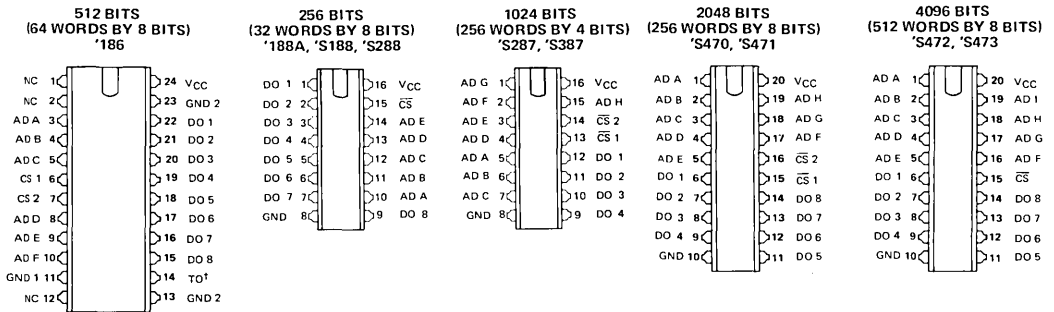 512 BITS
(64 WORDS BY 8 BITS)
'186
NC 1 24 VCC
NC 2 23 GND 2
AD A 3 22 DO 1
AD B 4 21 DO 2
AD C 5 20 DO 3
CS 1 6 19 DO 4
CS 2 7 18 DO 5
AD D 8 17 DO 6
AD E 9 16 DO 7
AD F 10 15 DO 8
GND 1 11 14 TO†
NC 12 13 GND 2
256 BITS
(32 WORDS BY 8 BITS)
'188A, 'S188, 'S288
DO 1 1 16 VCC
DO 2 2 15 C̅S̅
DO 3 3 14 AD E
DO 4 4 13 AD D
DO 5 5 12 AD C
DO 6 6 11 AD B
DO 7 7 10 AD A
GND 8 9 DO 8
1024 BITS
(256 WORDS BY 4 BITS)
'S287, 'S387
AD G 1 16 VCC
AD F 2 15 AD H
AD E 3 14 C̅S̅ 2
AD D 4 13 C̅S̅ 1
AD A 5 12 DO 1
AD B 6 11 DO 2
AD C 7 10 DO 3
GND 8 9 DO 4
2048 BITS
(256 WORDS BY 8 BITS)
'S470, 'S471
AD A 1 20 VCC
AD B 2 19 AD H
AD C 3 18 AD G
AD D 4 17 AD F
AD E 5 16 C̅S̅ 2
DO 1 6 15 C̅S̅ 1
DO 2 7 14 DO 8
DO 3 8 13 DO 7
DO 4 9 12 DO 6
GND 10 11 DO 5
4096 BITS
(512 WORDS BY 8 BITS)
'S472, 'S473
AD A 1 20 VCC
AD B 2 19 AD I
AD C 3 18 AD H
AD D 4 17 AD G
AD E 5 16 AD F
DO 1 6 15 C̅S̅
DO 2 7 14 DO 8
DO 3 8 13 DO 7
DO 4 9 12 DO 6
GND 10 11 DO 5